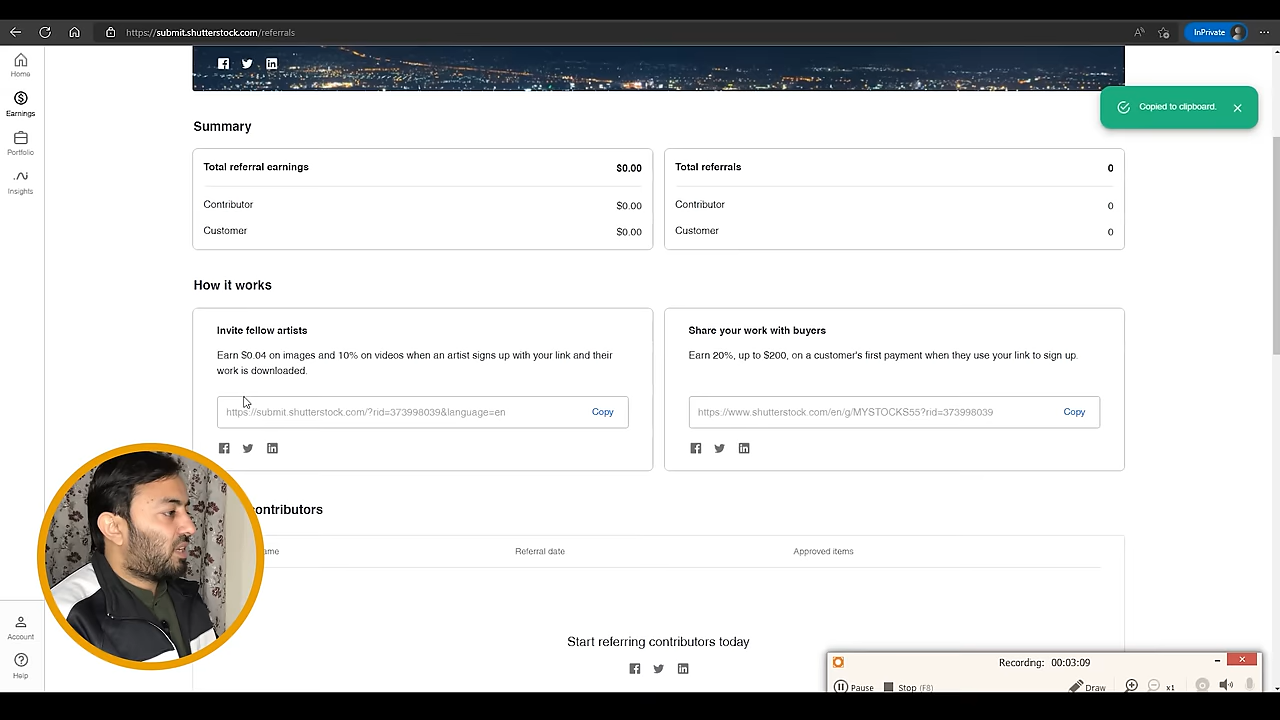 https://submit.shutterstock.com/referrals
InPrivate
Home
Earnings
Portfolio
Insights
Copied to clipboard.
Summary
Total referral earnings $0.00
Contributor $0.00
Customer $0.00
Total referrals 0
Contributor 0
Customer 0
How it works
Invite fellow artists
Earn $0.04 on images and 10% on videos when an artist signs up with your link and their
work is downloaded.
https://submit.shutterstock.com/?rid=373998039&language=en Copy
Share your work with buyers
Earn 20%, up to $200, on a customer's first payment when they use your link to sign up.
https://www.shutterstock.com/en/g/MYSTOCKS55?rid=373998039 Copy
contributors
ame Referral date Approved items
Start referring contributors today
Account
Help
Recording: 00:03:09
Pause Stop (F8) Draw x1